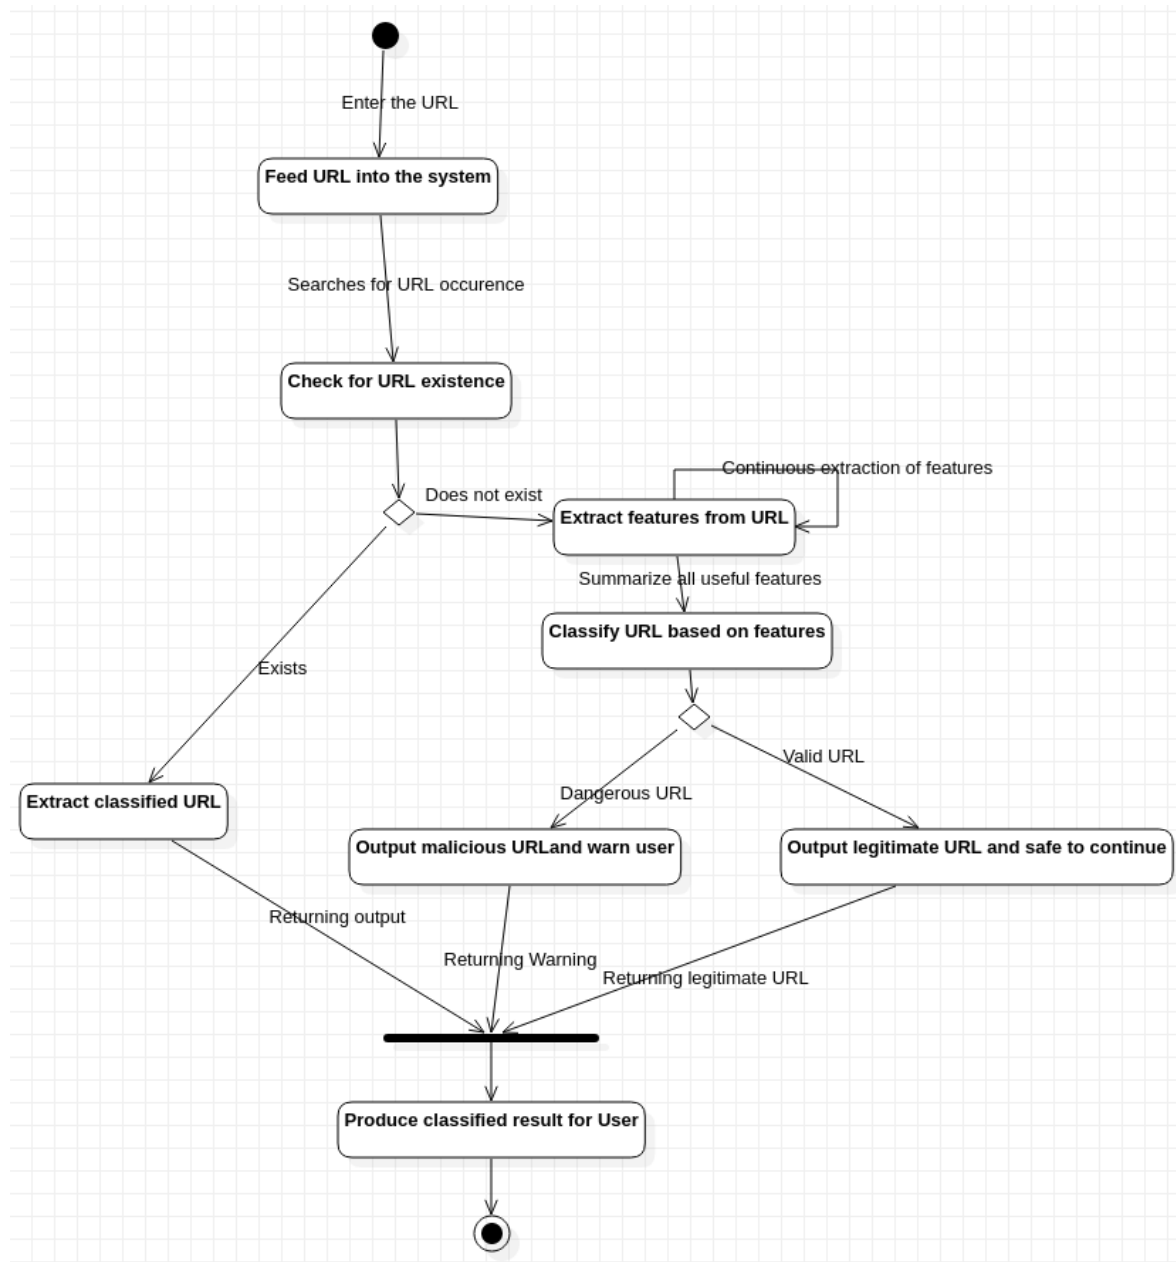 Enter the URL
Feed URL into the system
Searches for URL occurence
Check for URL existence
Continuous extraction of features
Does not exist
Extract features from URL
Summarize all useful features
Classify URL based on features
Exists
Valid URL
Dangerous URL
Extract classified URL
Output malicious URLand warn user
Output legitimate URL and safe to continue
Returning output
Returning Warning
Returning legitimate URL
Produce classified result for User